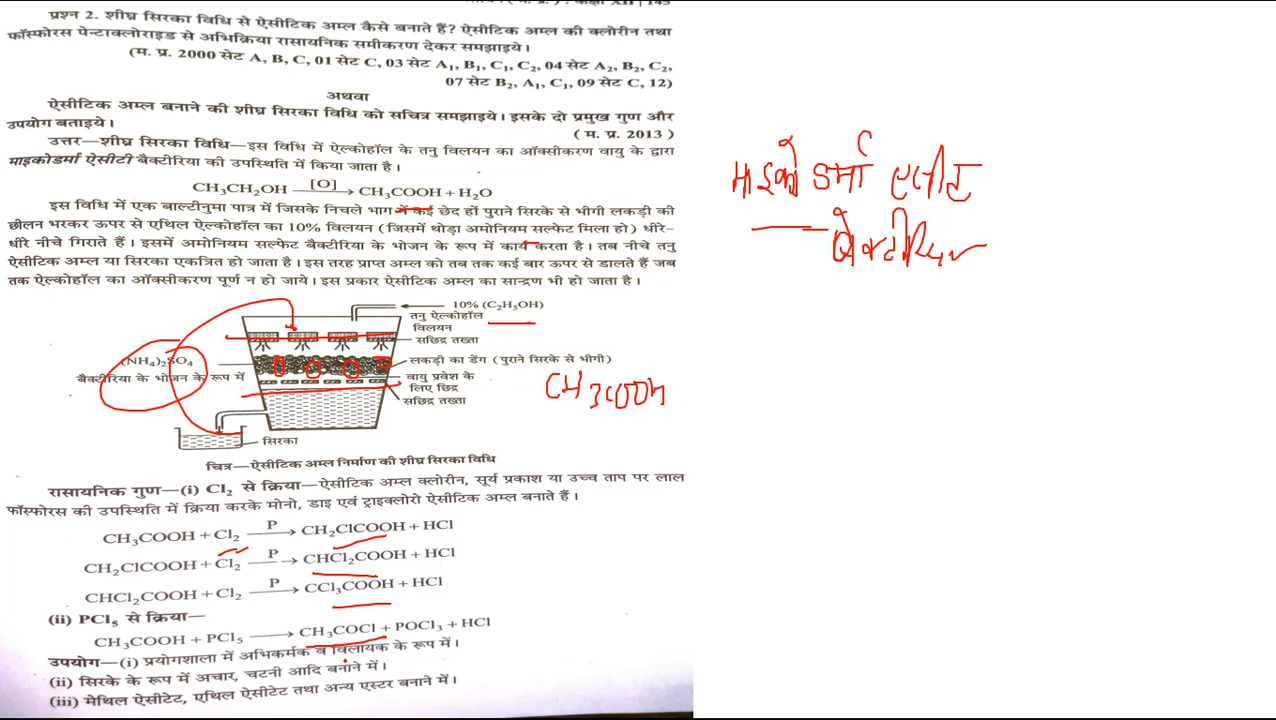 प्रश्न 2. शीघ्र सिरका विधि से ऐसीटिक अम्ल कैसे बनाते हैं? ऐसीटिक अम्ल की क्लोरीन तथा
फॉस्फोरस पेन्टाक्लोराइड से अभिक्रिया रासायनिक समीकरण देकर समझाइये।
(म. प्र. 2000 सेट A, B, C, 01 सेट C, 03 सेट A₁, B₁, C₁, C₂, 04 सेट A₂, B₂, C₂,
07 सेट B₂, A₁, C₁, 09 सेट C, 12)
अथवा
ऐसीटिक अम्ल बनाने की शीघ्र सिरका विधि को सचित्र समझाइये। इसके दो प्रमुख गुण और
उपयोग बताइये।
( म. प्र. 2013 )
उत्तर—शीघ्र सिरका विधि—इस विधि में ऐल्कोहॉल के तनु विलयन का ऑक्सीकरण वायु के द्वारा
माइकोडर्मा ऐसीटी बैक्टीरिया की उपस्थिति में किया जाता है।
CH₃CH₂OH —[O]→ CH₃COOH + H₂O
इस विधि में एक बाल्टीनुमा पात्र में जिसके निचले भाग में कई छेद हों पुराने सिरके से भीगी लकड़ी की
छीलन भरकर ऊपर से एथिल ऐल्कोहॉल का 10% विलयन (जिसमें थोड़ा अमोनियम सल्फेट मिला हो) धीरे-
धीरे नीचे गिराते हैं। इसमें अमोनियम सल्फेट बैक्टीरिया के भोजन के रूप में कार्य करता है। तब नीचे तनु
ऐसीटिक अम्ल या सिरका एकत्रित हो जाता है। इस तरह प्राप्त अम्ल को तब तक कई बार ऊपर से डालते हैं जब
तक ऐल्कोहॉल का ऑक्सीकरण पूर्ण न हो जाये। इस प्रकार ऐसीटिक अम्ल का सान्द्रण भी हो जाता है।
10% (C₂H₅OH)
तनु ऐल्कोहॉल
विलयन
सछिद्र तख्ता
(NH₄)₂SO₄
लकड़ी का डेंग (पुराने सिरके से भीगी)
बैक्टीरिया के भोजन के रूप में
वायु प्रवेश के
लिए छिद्र
सछिद्र तख्ता
सिरका
चित्र—ऐसीटिक अम्ल निर्माण की शीघ्र सिरका विधि
रासायनिक गुण—(i) Cl₂ से क्रिया—ऐसीटिक अम्ल क्लोरीन, सूर्य प्रकाश या उच्च ताप पर लाल
फॉस्फोरस की उपस्थिति में क्रिया करके मोनो, डाइ एवं ट्राइक्लोरो ऐसीटिक अम्ल बनाते हैं।
CH₃COOH + Cl₂ —P→ CH₂ClCOOH + HCl
CH₂ClCOOH + Cl₂ —P→ CHCl₂COOH + HCl
CHCl₂COOH + Cl₂ —P→ CCl₃COOH + HCl
(ii) PCl₅ से क्रिया—
CH₃COOH + PCl₅ ⟶ CH₃COCl + POCl₃ + HCl
उपयोग—(i) प्रयोगशाला में अभिकर्मक व विलायक के रूप में।
(ii) सिरके के रूप में अचार, चटनी आदि बनाने में।
(iii) मेथिल ऐसीटेट, एथिल ऐसीटेट तथा अन्य एस्टर बनाने में।
माइको डर्मा
CH₃COOH